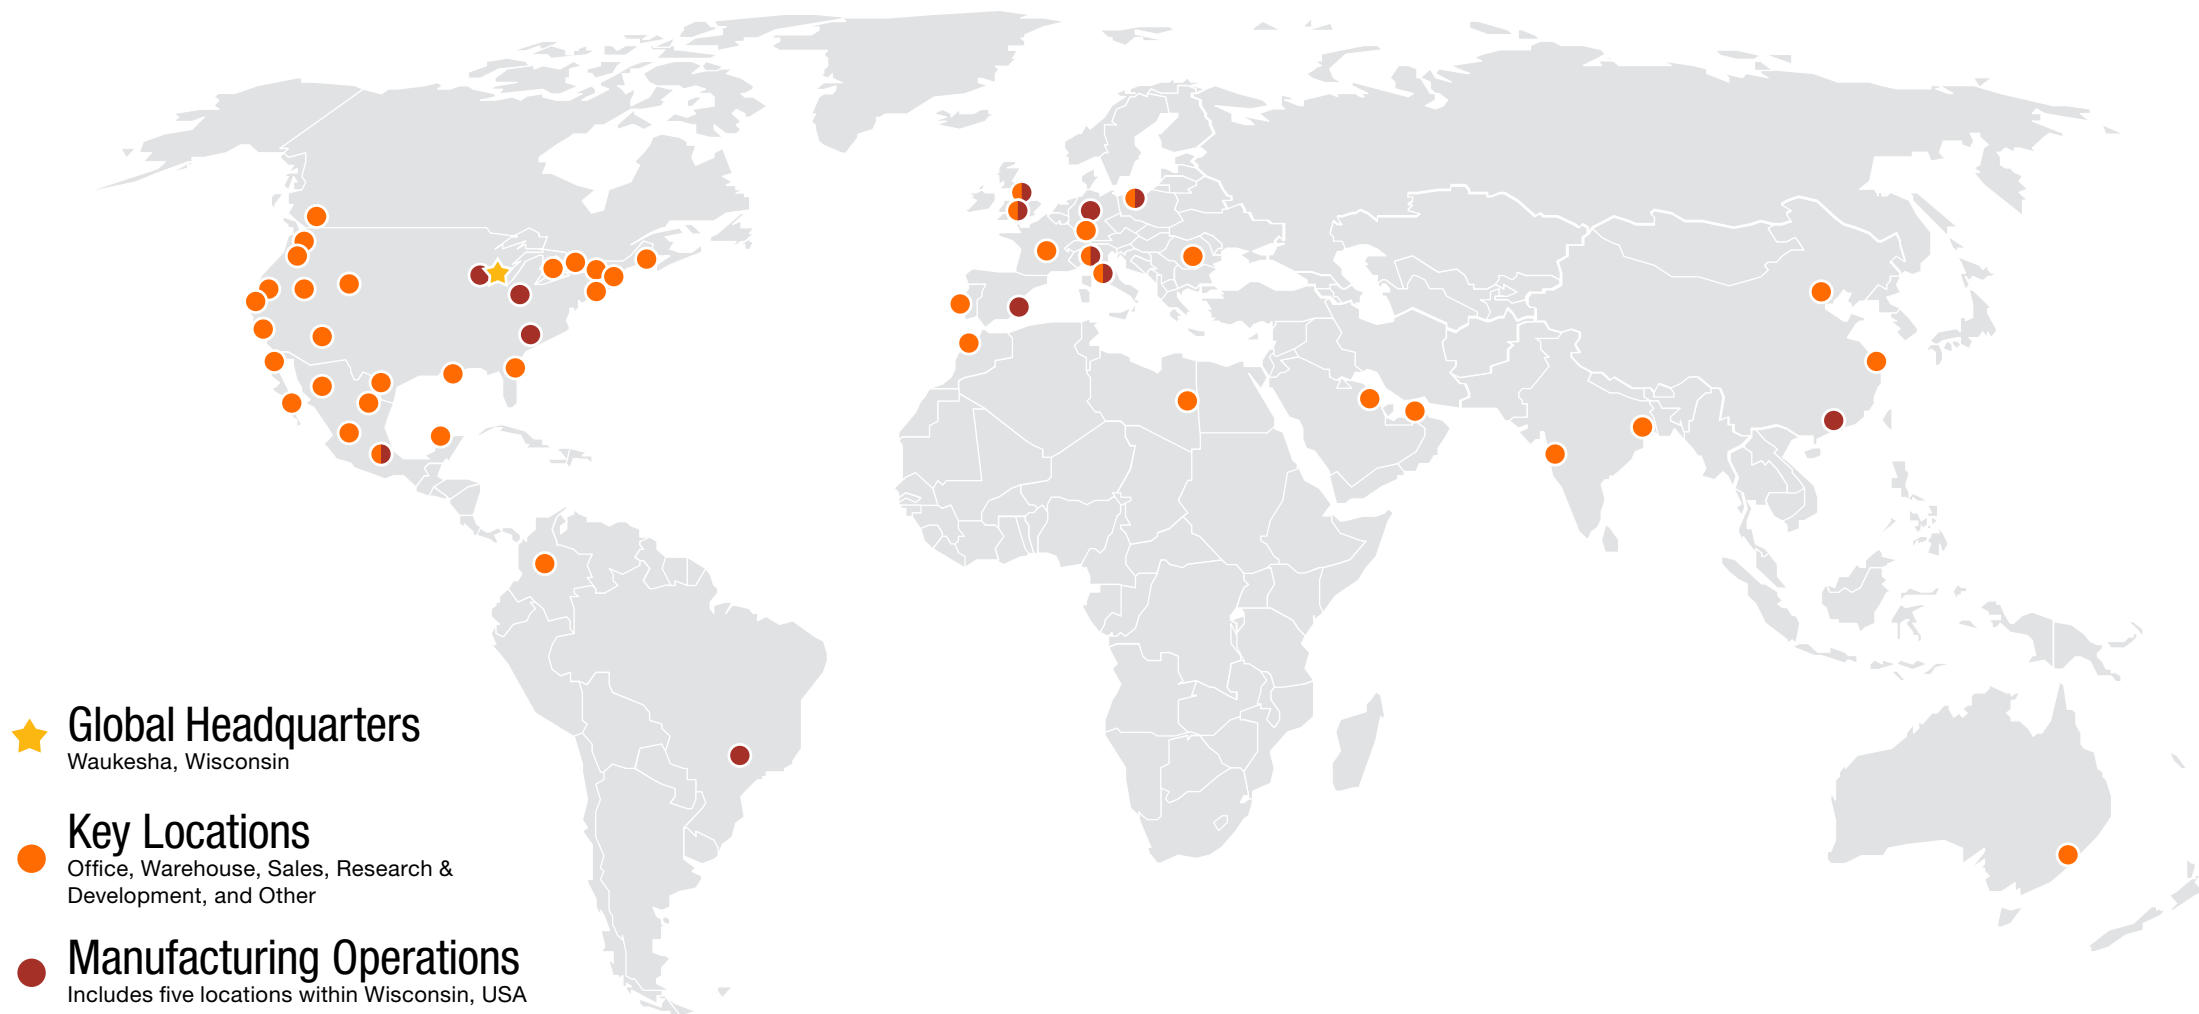 Global Headquarters
Waukesha, Wisconsin
Key Locations
Office, Warehouse, Sales, Research &
Development, and Other
Manufacturing Operations
Includes five locations within Wisconsin, USA